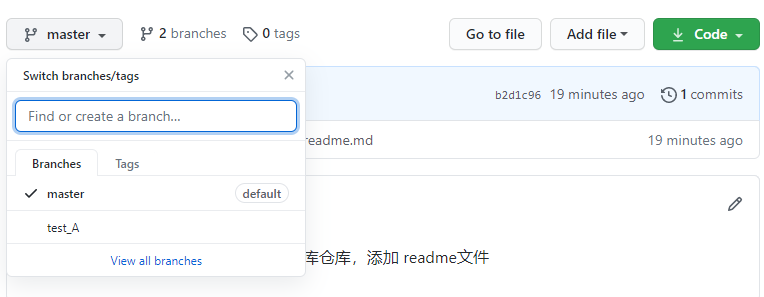 master 2 branches 0 tags Go to file Add file Code
Switch branches/tags
b2d1c96 19 minutes ago 1 commits
Find or create a branch...
readme.md 19 minutes ago
Branches Tags
master default
test_A
库仓库，添加 readme文件
View all branches